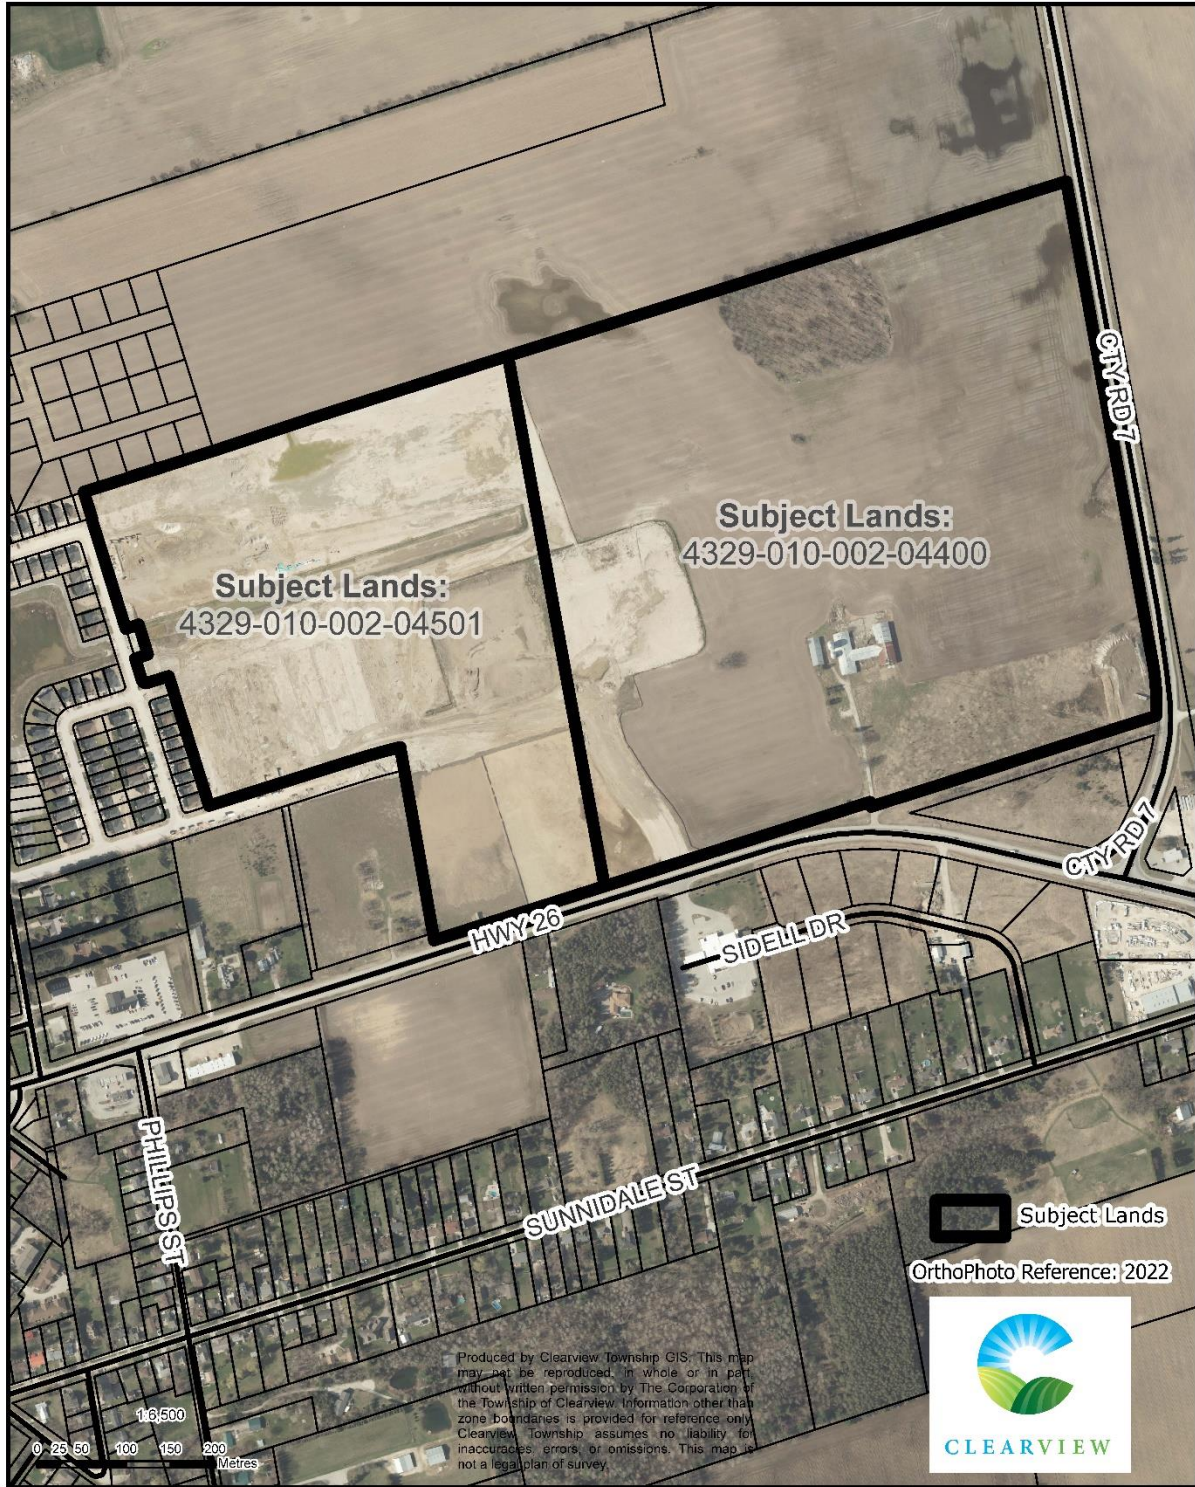 CTY RD 7
Subject Lands:
4329-010-002-04400
Subject Lands:
4329-010-002-04501
CTY RD 7
HWY 26
SIDELL DR
PHILLIPS ST
SUNNIDALE ST
Subject Lands
OrthoPhoto Reference: 2022
Produced by Clearview Township GIS. This map
may not be reproduced, in whole or in part,
without written permission by The Corporation of
the Township of Clearview. Information other than
zone boundaries is provided for reference only.
Clearview Township assumes no liability for
inaccuracies, errors, or omissions. This map is
not a legal plan of survey.
1:6,500
0 25 50 100 150 200
Metres
CLEARVIEW